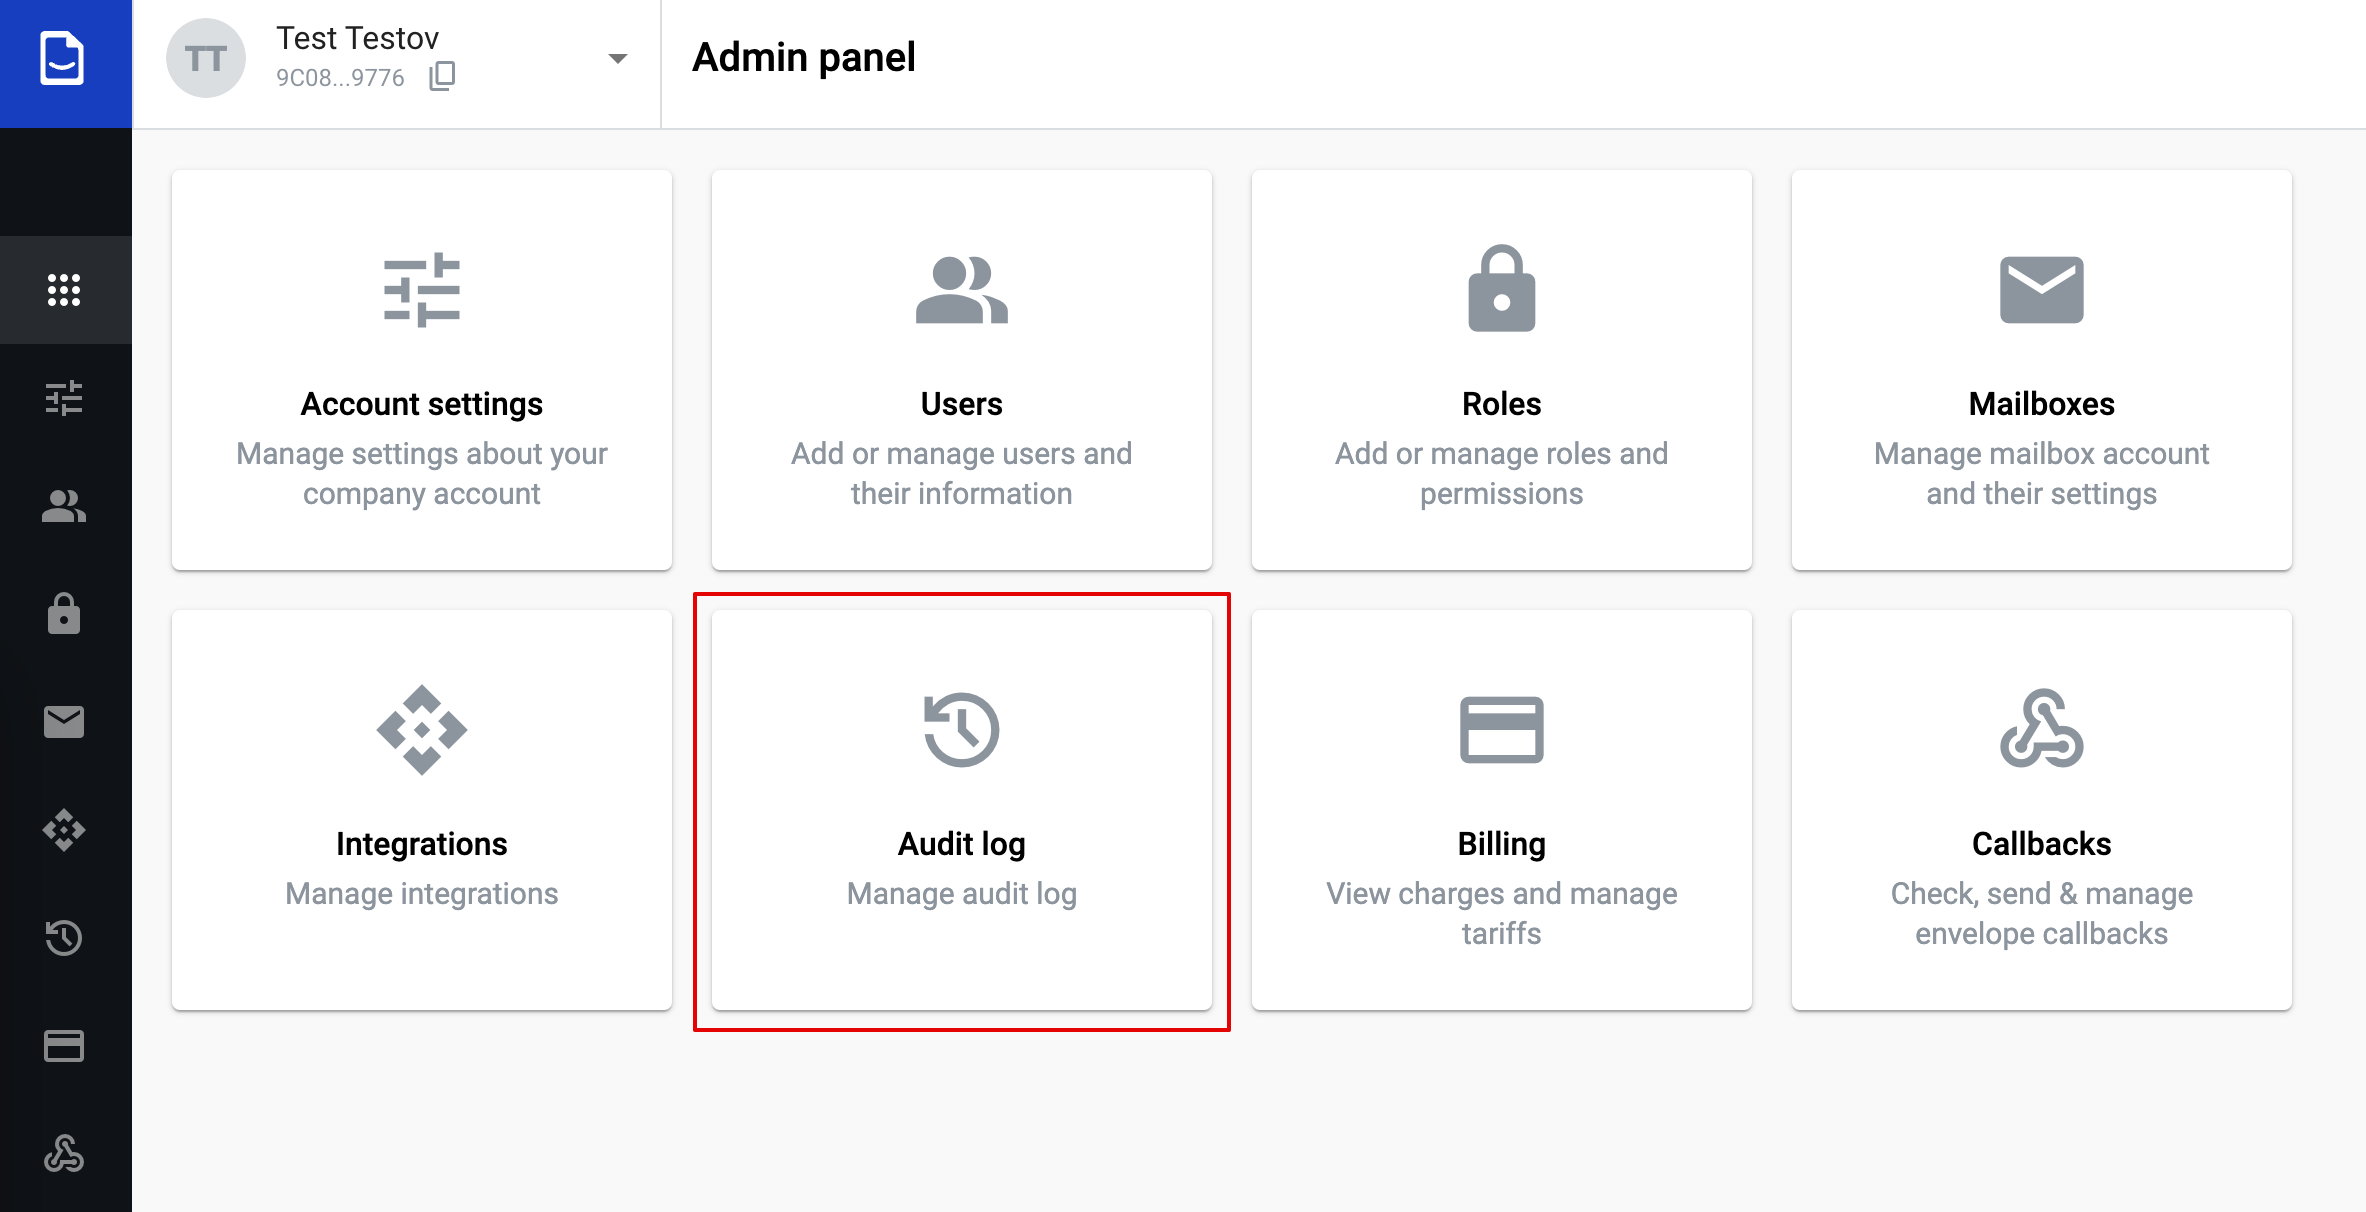 TT
Test Testov
9C08...9776
Admin panel
Account settings
Manage settings about your
company account
Users
Add or manage users and
their information
Roles
Add or manage roles and
permissions
Mailboxes
Manage mailbox account
and their settings
Integrations
Manage integrations
Audit log
Manage audit log
Billing
View charges and manage
tariffs
Callbacks
Check, send & manage
envelope callbacks